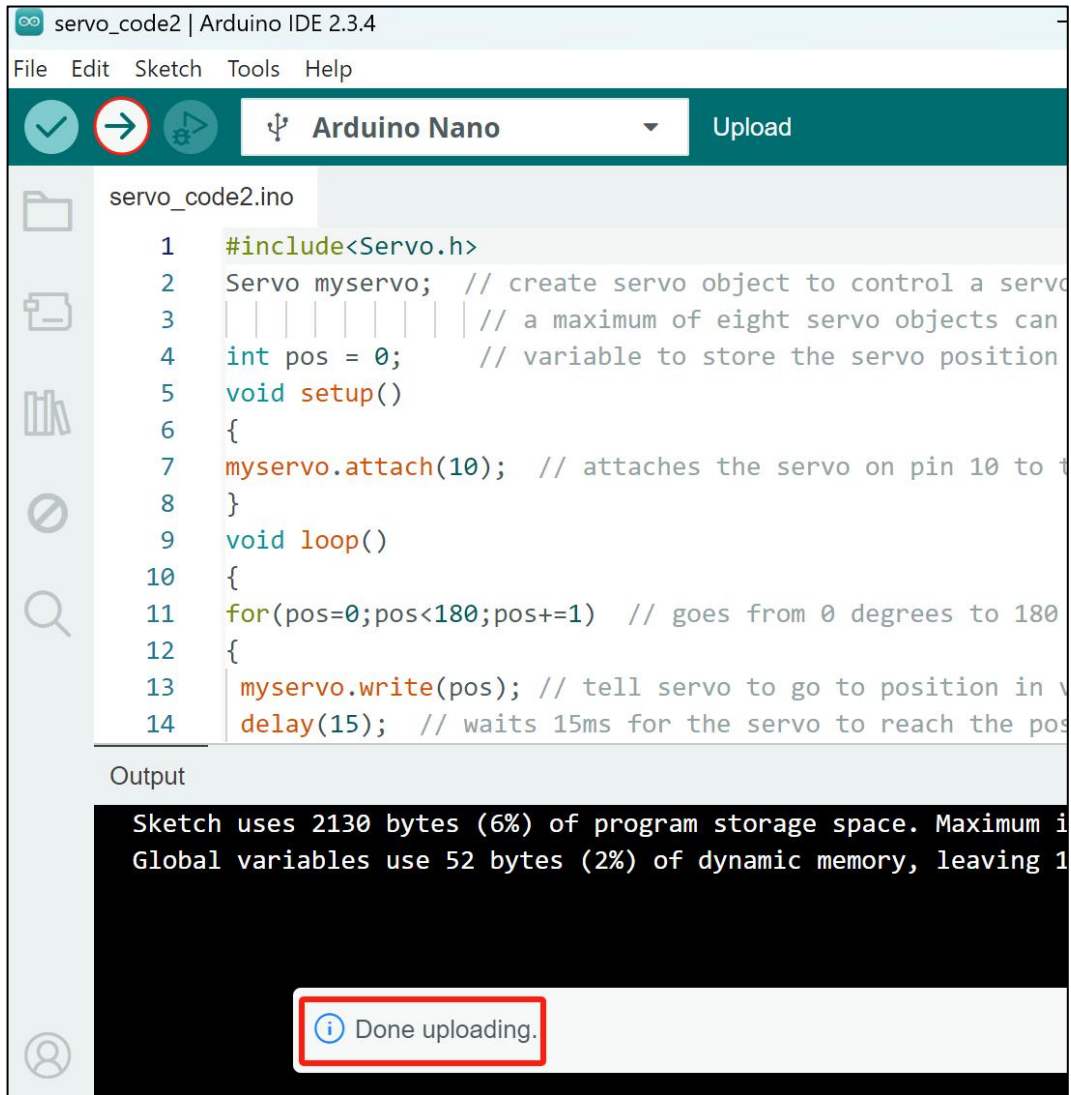 servo_code2 | Arduino IDE 2.3.4
File Edit Sketch Tools Help
Arduino Nano Upload
servo_code2.ino
1 #include<Servo.h>
2 Servo myservo; // create servo object to control a servo
3 // a maximum of eight servo objects can
4 int pos = 0; // variable to store the servo position
5 void setup()
6 {
7 myservo.attach(10); // attaches the servo on pin 10 to
8 }
9 void loop()
10 {
11 for(pos=0;pos<180;pos+=1) // goes from 0 degrees to 180
12 {
13 myservo.write(pos); // tell servo to go to position in
14 delay(15); // waits 15ms for the servo to reach the pos
Output
Sketch uses 2130 bytes (6%) of program storage space. Maximum i
Global variables use 52 bytes (2%) of dynamic memory, leaving 1
Done uploading.